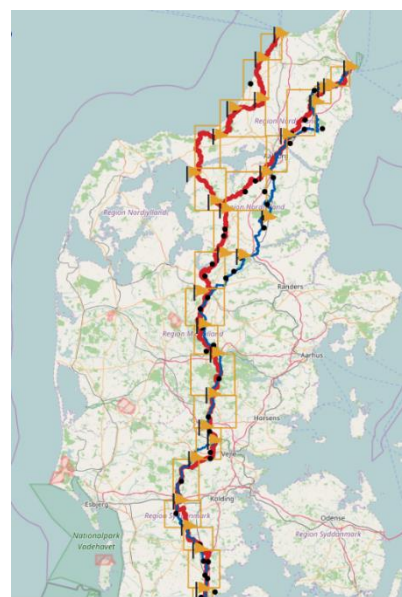 Region Nordjylland
Region Nordjylland
Region Nordjylland
Randers
Region Midtjylland
Aarhus
Horsens
Vejle
Esbjerg
Kolding
Region Syddanmark
Odense
Region Syddanmark
Nationalpark
Vadehavet